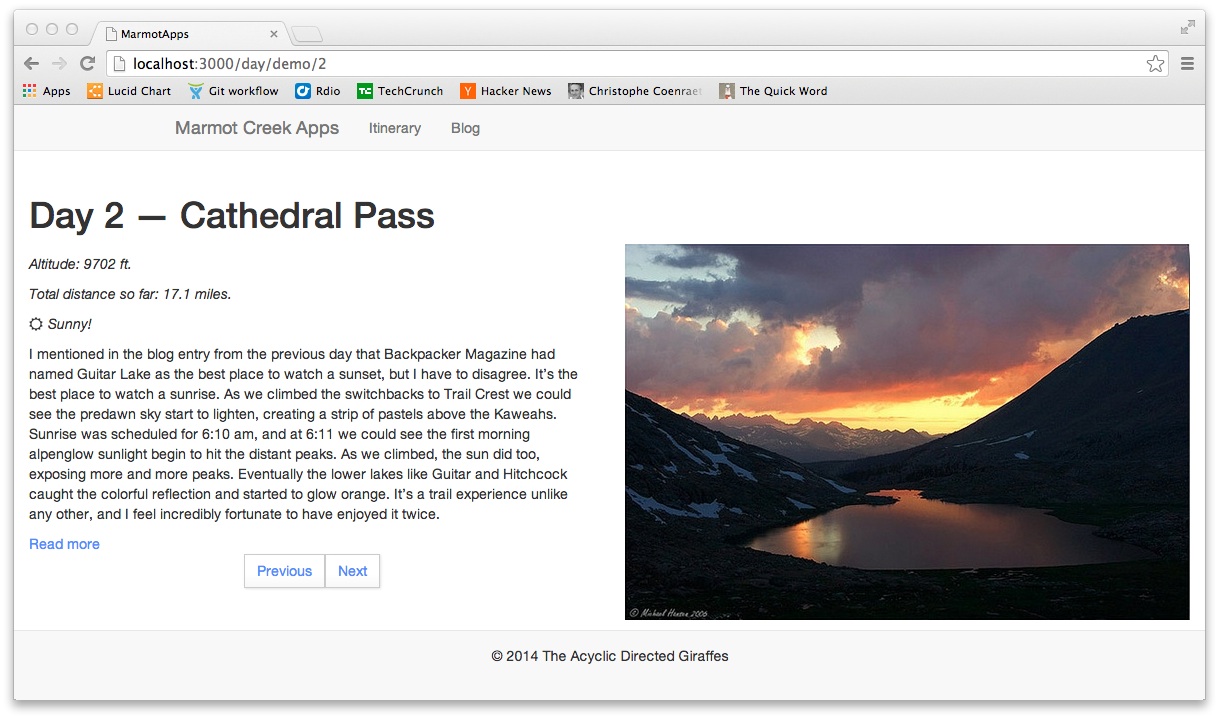 MarmotApps
localhost:3000/day/demo/2
Apps Lucid Chart Git workflow Rdio TechCrunch Hacker News Christophe Coenraet The Quick Word
Marmot Creek Apps Itinerary Blog
Day 2 — Cathedral Pass
Altitude: 9702 ft.
Total distance so far: 17.1 miles.
Sunny!
I mentioned in the blog entry from the previous day that Backpacker Magazine had
named Guitar Lake as the best place to watch a sunset, but I have to disagree. It's the
best place to watch a sunrise. As we climbed the switchbacks to Trail Crest we could
see the predawn sky start to lighten, creating a strip of pastels above the Kaweahs.
Sunrise was scheduled for 6:10 am, and at 6:11 we could see the first morning
alpenglow sunlight begin to hit the distant peaks. As we climbed, the sun did too,
exposing more and more peaks. Eventually the lower lakes like Guitar and Hitchcock
caught the colorful reflection and started to glow orange. It's a trail experience unlike
any other, and I feel incredibly fortunate to have enjoyed it twice.
Read more
Previous Next
© Michael Hansen 2006
© 2014 The Acyclic Directed Giraffes